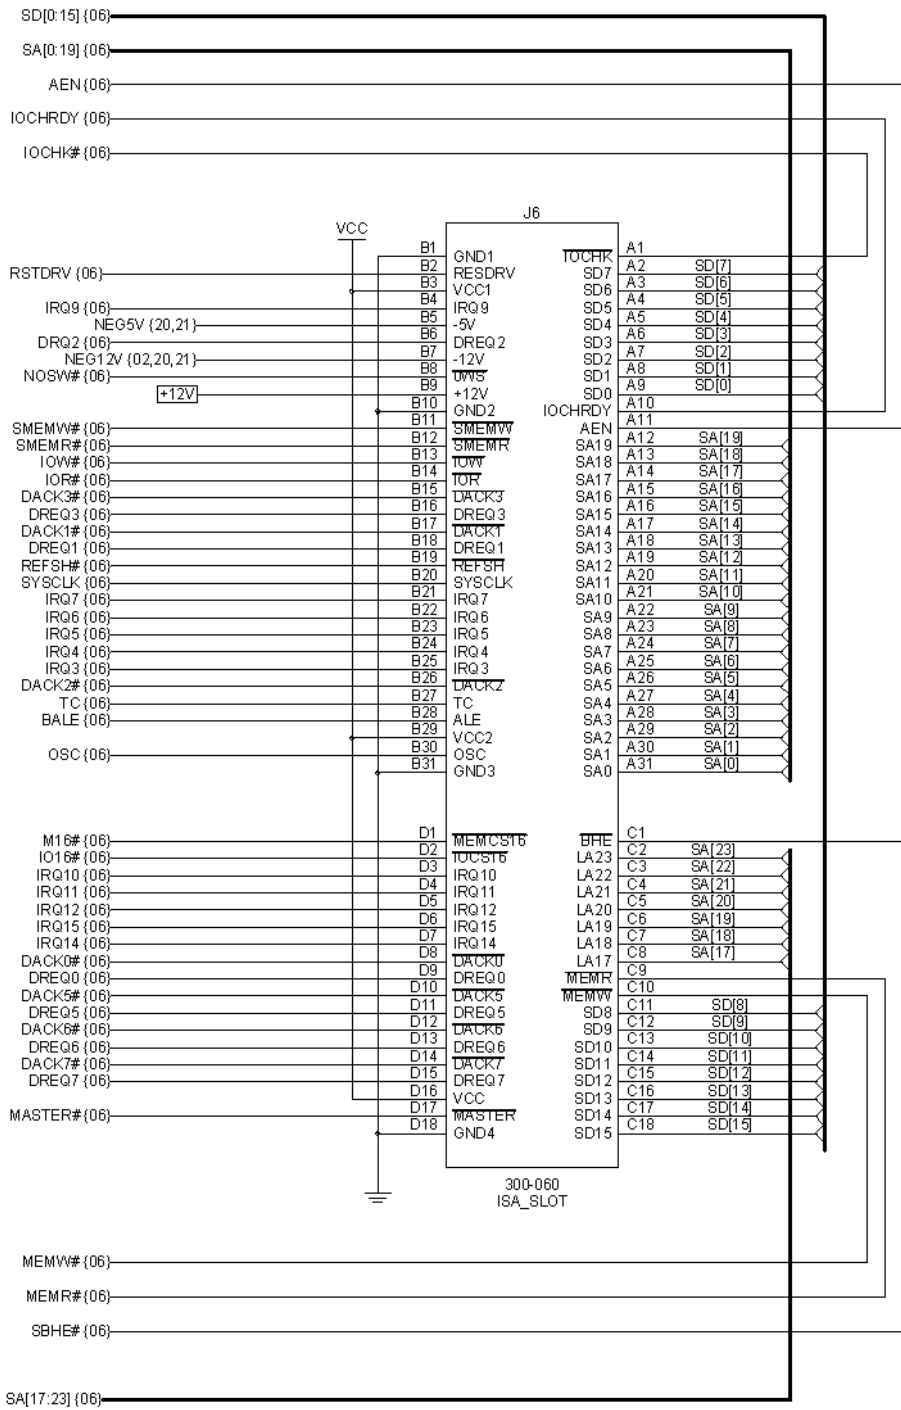 SD[0:15] {06}
SA[0:19] {06}
AEN {06}
IOCHRDY {06}
IOCHK# {06}
J6
VCC
B1 GND1 IOCHK A1
RSTDRV {06} B2 RESDRV SD7 A2 SD[7]
B3 VCC1 SD6 A3 SD[6]
IRQ9 {06} B4 IRQ9 SD5 A4 SD[5]
NEG5V {20,21} B5 -5V SD4 A5 SD[4]
DRQ2 {06} B6 DREQ2 SD3 A6 SD[3]
NEG12V {02,20,21} B7 -12V SD2 A7 SD[2]
NOSW# {06} B8 0WS SD1 A8 SD[1]
+12V B9 +12V SD0 A9 SD[0]
B10 GND2 IOCHRDY A10
SMEMW# {06} B11 SMEMW AEN A11
SMEMR# {06} B12 SMEMR SA19 A12 SA[19]
IOW# {06} B13 IOW SA18 A13 SA[18]
IOR# {06} B14 IOR SA17 A14 SA[17]
DACK3# {06} B15 DACK3 SA16 A15 SA[16]
DREQ3 {06} B16 DREQ3 SA15 A16 SA[15]
DACK1# {06} B17 DACK1 SA14 A17 SA[14]
DREQ1 {06} B18 DREQ1 SA13 A18 SA[13]
REFSH# {06} B19 REFSH SA12 A19 SA[12]
SYSCLK {06} B20 SYSCLK SA11 A20 SA[11]
IRQ7 {06} B21 IRQ7 SA10 A21 SA[10]
IRQ6 {06} B22 IRQ6 SA9 A22 SA[9]
IRQ5 {06} B23 IRQ5 SA8 A23 SA[8]
IRQ4 {06} B24 IRQ4 SA7 A24 SA[7]
IRQ3 {06} B25 IRQ3 SA6 A25 SA[6]
DACK2# {06} B26 DACK2 SA5 A26 SA[5]
TC {06} B27 TC SA4 A27 SA[4]
BALE {06} B28 ALE SA3 A28 SA[3]
B29 VCC2 SA2 A29 SA[2]
OSC {06} B30 OSC SA1 A30 SA[1]
B31 GND3 SA0 A31 SA[0]
M16# {06} D1 MEMCS16 BHE C1
IO16# {06} D2 IOCS16 LA23 C2 SA[23]
IRQ10 {06} D3 IRQ10 LA22 C3 SA[22]
IRQ11 {06} D4 IRQ11 LA21 C4 SA[21]
IRQ12 {06} D5 IRQ12 LA20 C5 SA[20]
IRQ15 {06} D6 IRQ15 LA19 C6 SA[19]
IRQ14 {06} D7 IRQ14 LA18 C7 SA[18]
DACK0# {06} D8 DACK0 LA17 C8 SA[17]
DREQ0 {06} D9 DREQ0 MEMR C9
DACK5# {06} D10 DACK5 MEMW C10
DREQ5 {06} D11 DREQ5 SD8 C11 SD[8]
DACK6# {06} D12 DACK6 SD9 C12 SD[9]
DREQ6 {06} D13 DREQ6 SD10 C13 SD[10]
DACK7# {06} D14 DACK7 SD11 C14 SD[11]
DREQ7 {06} D15 DREQ7 SD12 C15 SD[12]
D16 VCC SD13 C16 SD[13]
MASTER# {06} D17 MASTER SD14 C17 SD[14]
D18 GND4 SD15 C18 SD[15]
300-060
ISA_SLOT
MEMW# {06}
MEMR# {06}
SBHE# {06}
SA[17:23] {06}